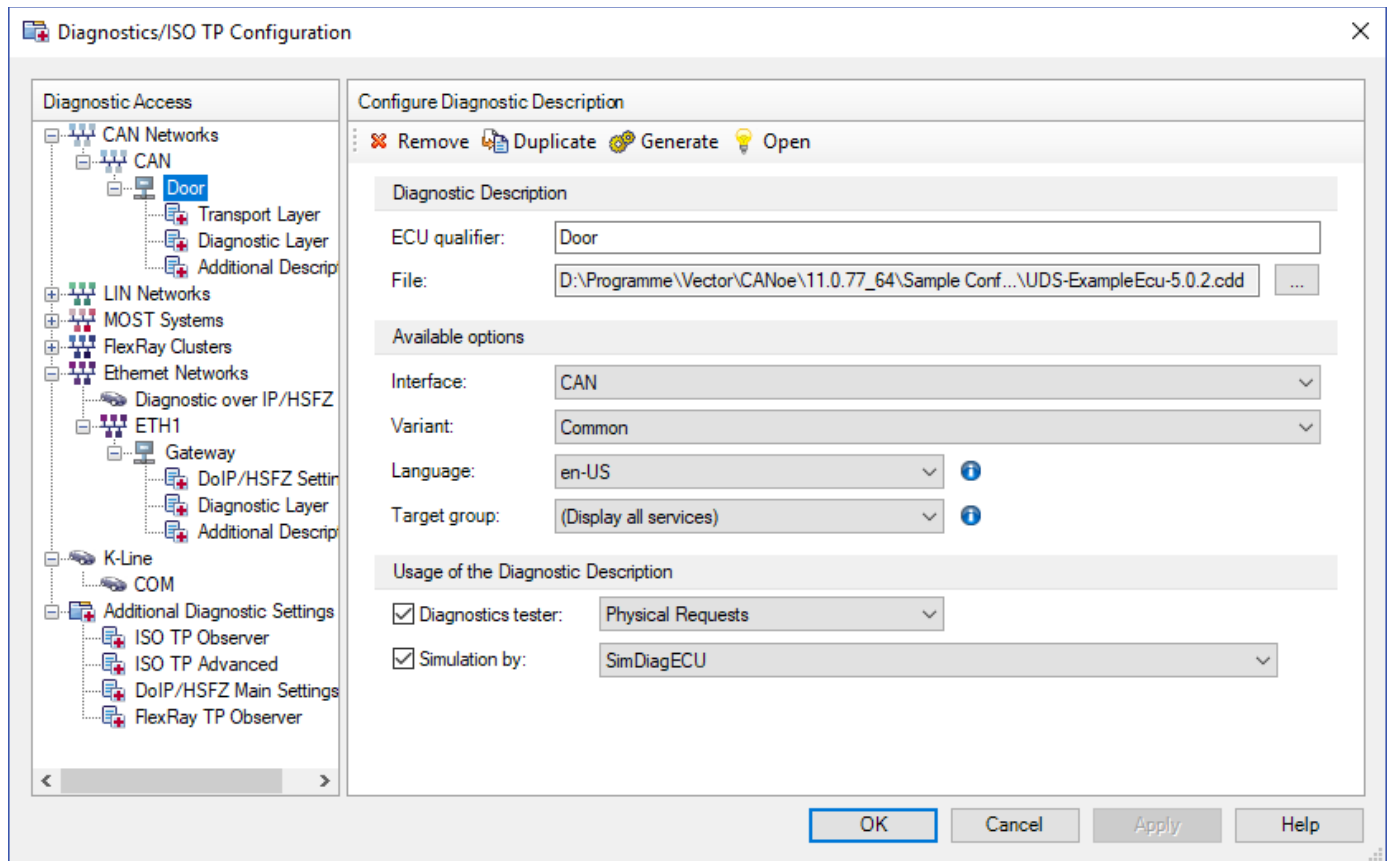 Diagnostics/ISO TP Configuration
Diagnostic Access
CAN Networks
CAN
Door
Transport Layer
Diagnostic Layer
Additional Descrip
LIN Networks
MOST Systems
FlexRay Clusters
Ethernet Networks
Diagnostic over IP/HSFZ
ETH1
Gateway
DoIP/HSFZ Settin
Diagnostic Layer
Additional Descrip
K-Line
COM
Additional Diagnostic Settings
ISO TP Observer
ISO TP Advanced
DoIP/HSFZ Main Settings
FlexRay TP Observer
Configure Diagnostic Description
Remove Duplicate Generate Open
Diagnostic Description
ECU qualifier: Door
File: D:\Programme\Vector\CANoe\11.0.77_64\Sample Conf...\UDS-ExampleEcu-5.0.2.cdd ...
Available options
Interface: CAN
Variant: Common
Language: en-US
Target group: (Display all services)
Usage of the Diagnostic Description
Diagnostics tester: Physical Requests
Simulation by: SimDiagECU
OK Cancel Apply Help